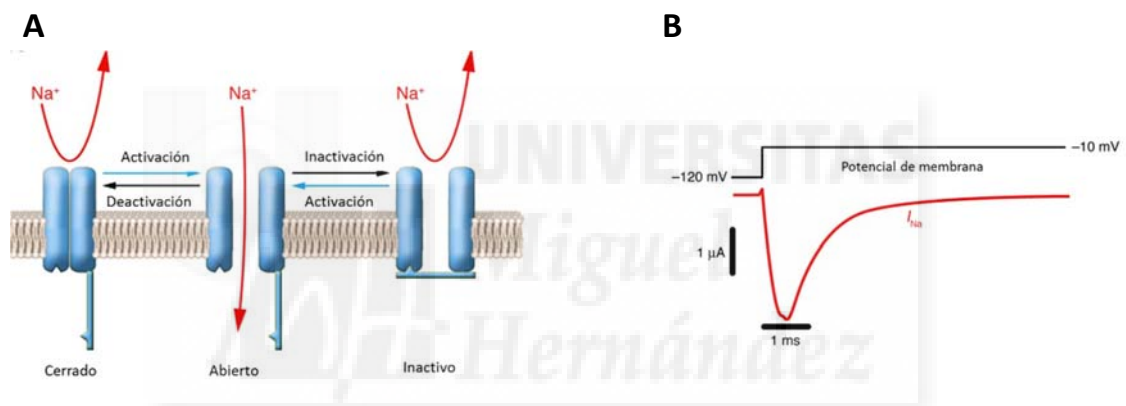 A
B
Na⁺
Na⁺
Na⁺
Activación
Deactivación
Inactivación
Activación
Cerrado
Abierto
Inactivo
−10 mV
Potencial de membrana
−120 mV
I_Na
1 µA
1 ms
UNIVERSITAS
Miguel
Hernández